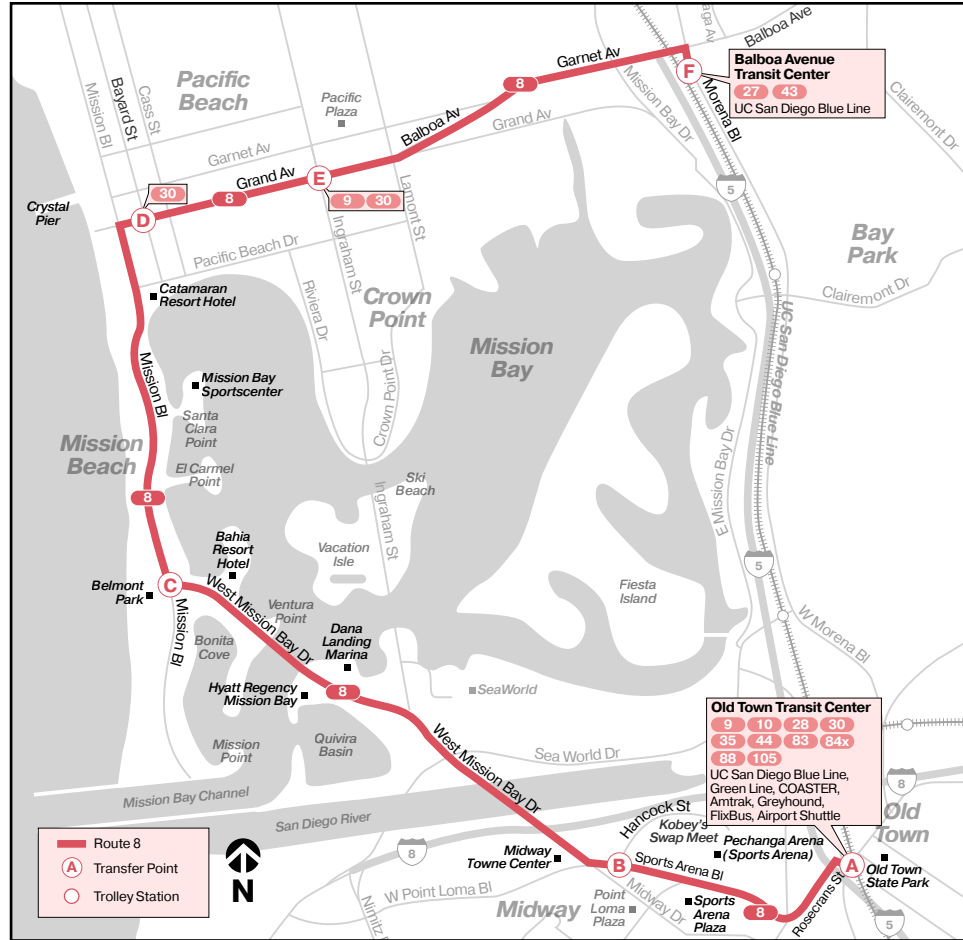 Balboa Ave
Garnet Av
8
Balboa Avenue
Transit Center
27 43
UC San Diego Blue Line
F
Morena Bl
Mission Bay Dr
Clairemont Dr
Pacific
Beach
Pacific
Plaza
Mission Bl
Bayard St
Cass St
Garnet Av
Balboa Av
Grand Av
5
Grand Av
8
E
9 30
30
D
Crystal
Pier
Lamont St
Ingraham St
Pacific Beach Dr
Riviera Dr
Bay
Park
Clairemont Dr
Catamaran
Resort Hotel
Crown
Point
Mission
Bay
UC San Diego Blue Line
Mission Bl
Mission Bay
Sportscenter
Crown Point Dr
Santa
Clara
Point
Mission
Beach
El Carmel
Point
8
Ski
Beach
Ingraham St
E Mission Bay Dr
Bahia
Resort
Hotel
Vacation
Isle
5
Belmont
Park
C
West Mission Bay Dr
Fiesta
Island
Mission Bl
Ventura
Point
Bonita
Cove
Dana
Landing
Marina
W Morena Bl
Hyatt Regency
Mission Bay
8
SeaWorld
Mission
Point
Quivira
Basin
West Mission Bay Dr
Sea World Dr
Old Town Transit Center
9 10 28 30
35 44 83 84x
88 105
UC San Diego Blue Line,
Green Line, COASTER,
Amtrak, Greyhound,
FlixBus, Airport Shuttle
8
Mission Bay Channel
San Diego River
Hancock St
Kobey's
Swap Meet
Old
Town
Pechanga Arena
(Sports Arena)
8
Midway
Towne Center
B
Sports Arena Bl
A
Old Town
State Park
W Point Loma Bl
Nimitz
Midway
Point
Loma
Plaza
Midway Dr
Sports
Arena
Plaza
8
Rosecrans St
5
Route 8
A
Transfer Point
Trolley Station
N